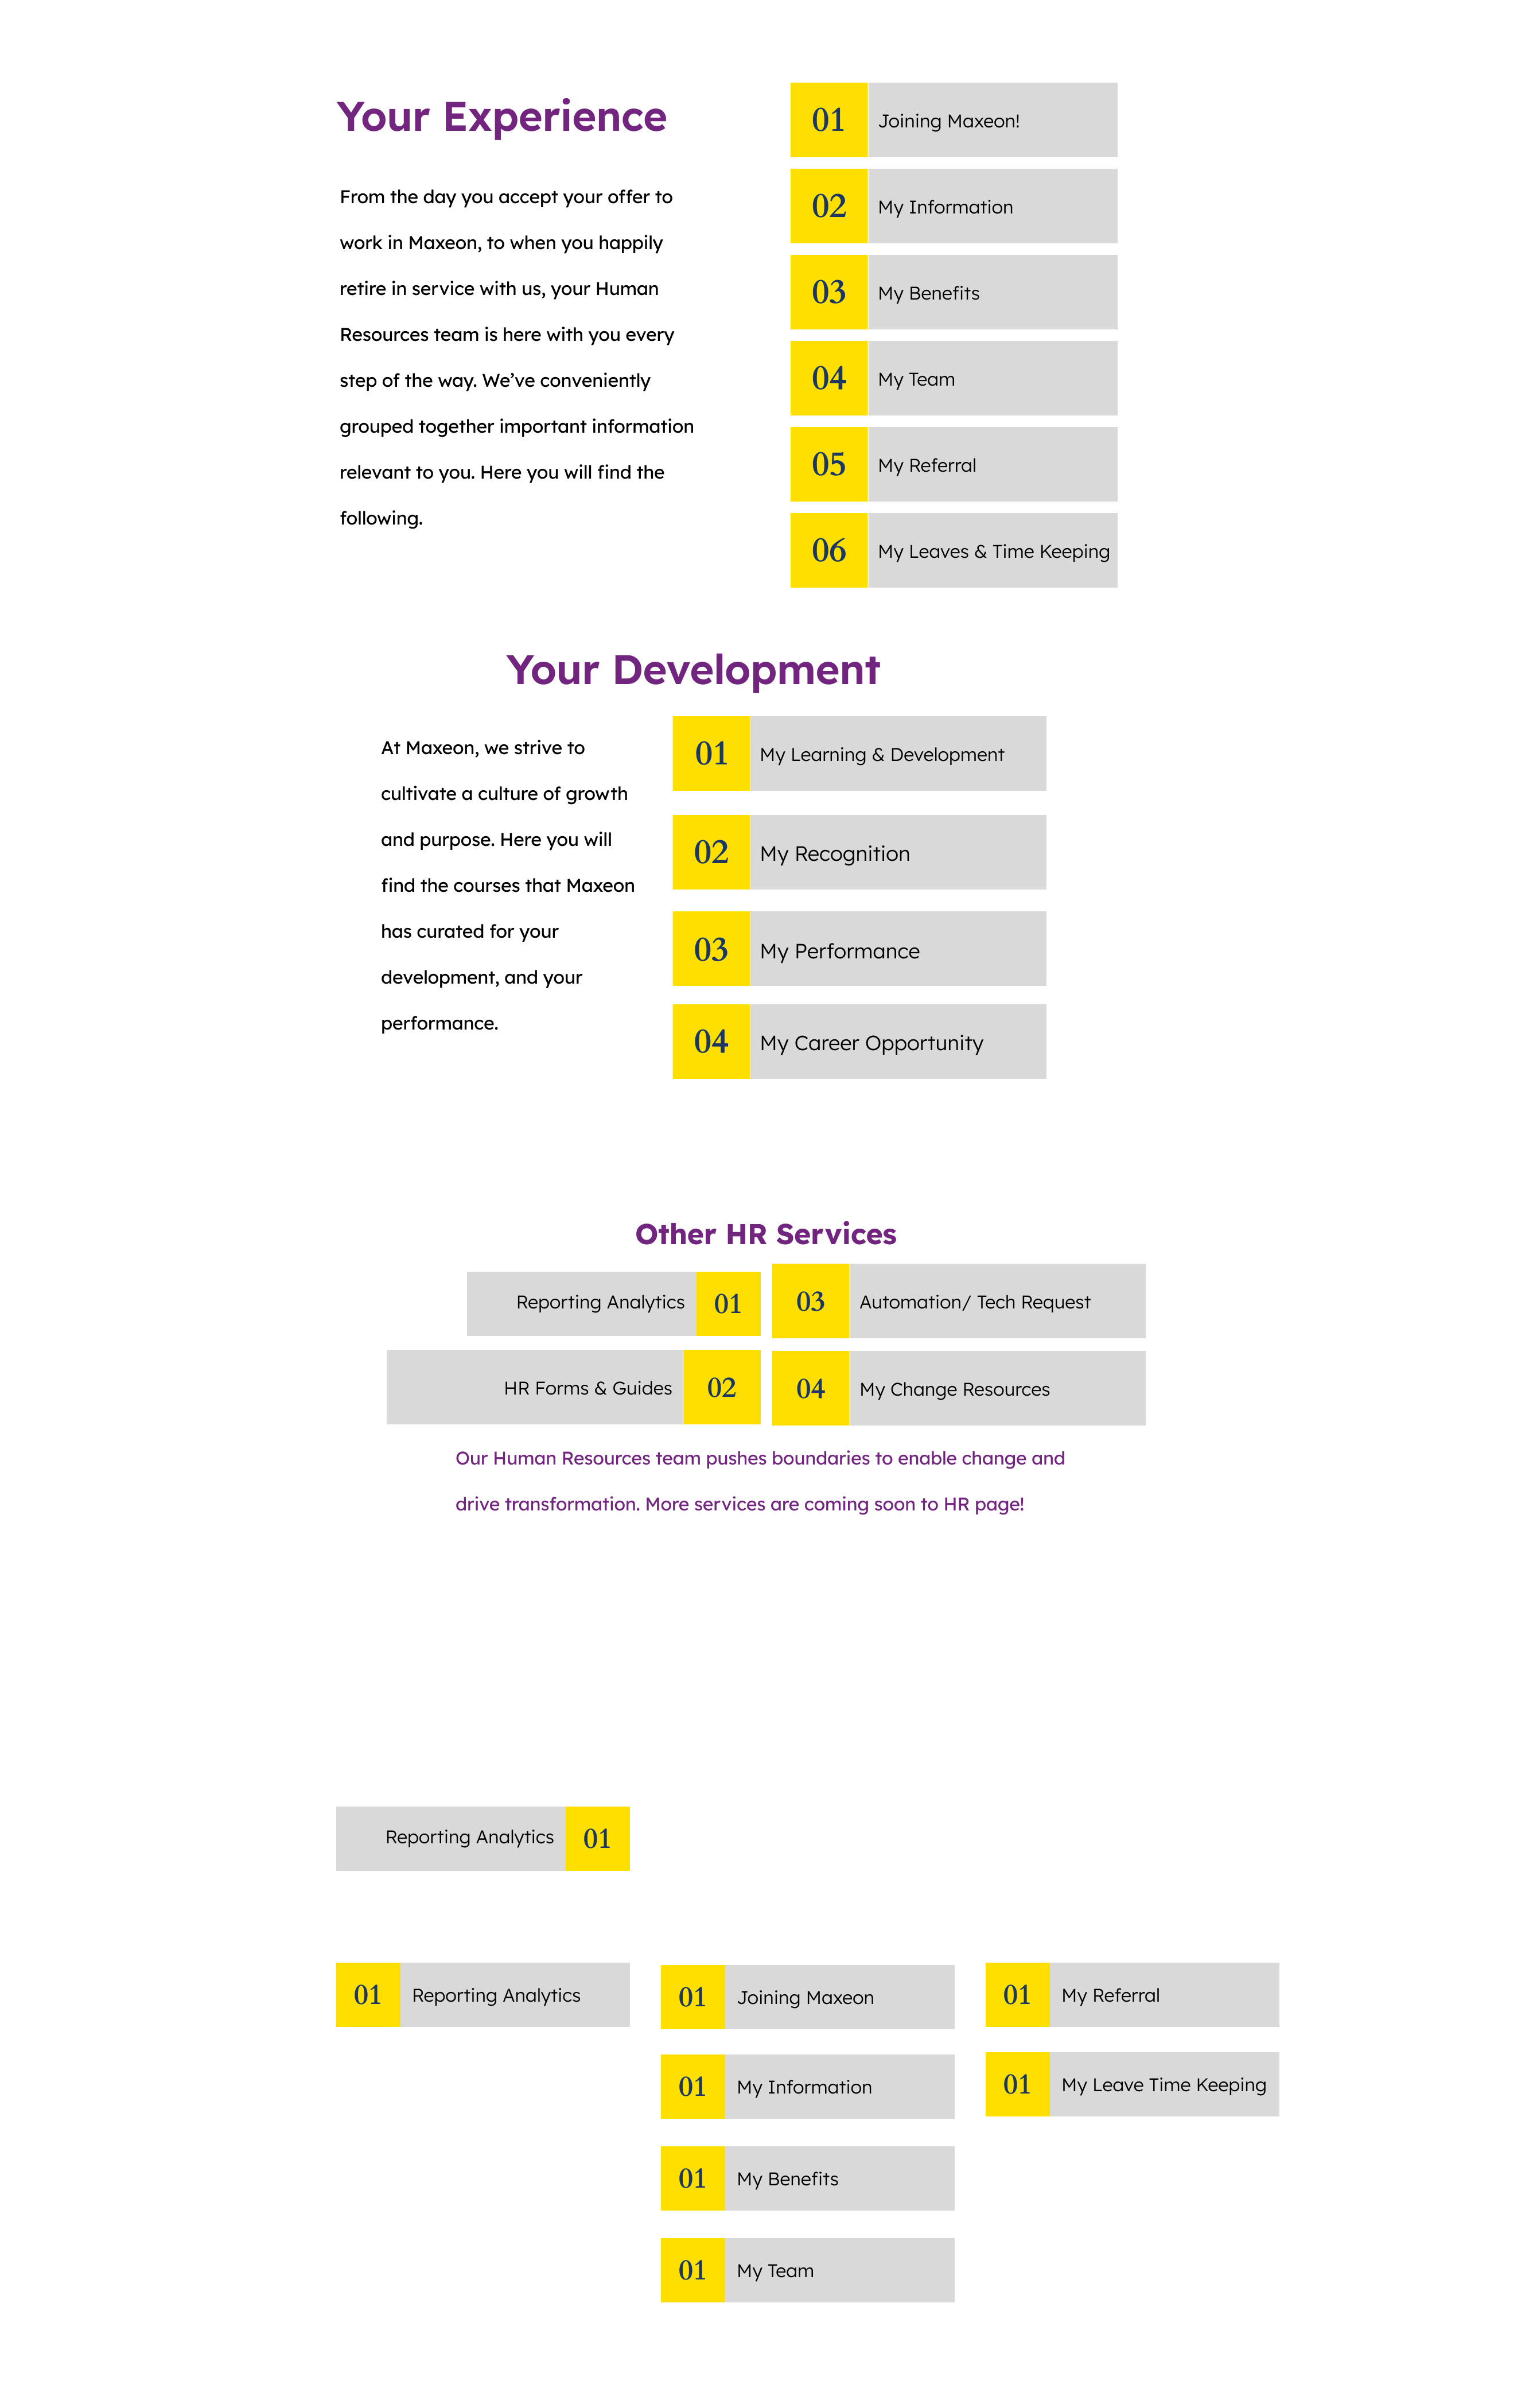 Your Experience
From the day you accept your offer to
work in Maxeon, to when you happily
retire in service with us, your Human
Resources team is here with you every
step of the way. We’ve conveniently
grouped together important information
relevant to you. Here you will find the
following.
01 Joining Maxeon!
02 My Information
03 My Benefits
04 My Team
05 My Referral
06 My Leaves & Time Keeping
Your Development
At Maxeon, we strive to
cultivate a culture of growth
and purpose. Here you will
find the courses that Maxeon
has curated for your
development, and your
performance.
01 My Learning & Development
02 My Recognition
03 My Performance
04 My Career Opportunity
Other HR Services
Reporting Analytics 01
HR Forms & Guides 02
03 Automation/ Tech Request
04 My Change Resources
Our Human Resources team pushes boundaries to enable change and
drive transformation. More services are coming soon to HR page!
Reporting Analytics 01
01 Reporting Analytics
01 Joining Maxeon
01 My Information
01 My Benefits
01 My Team
01 My Referral
01 My Leave Time Keeping